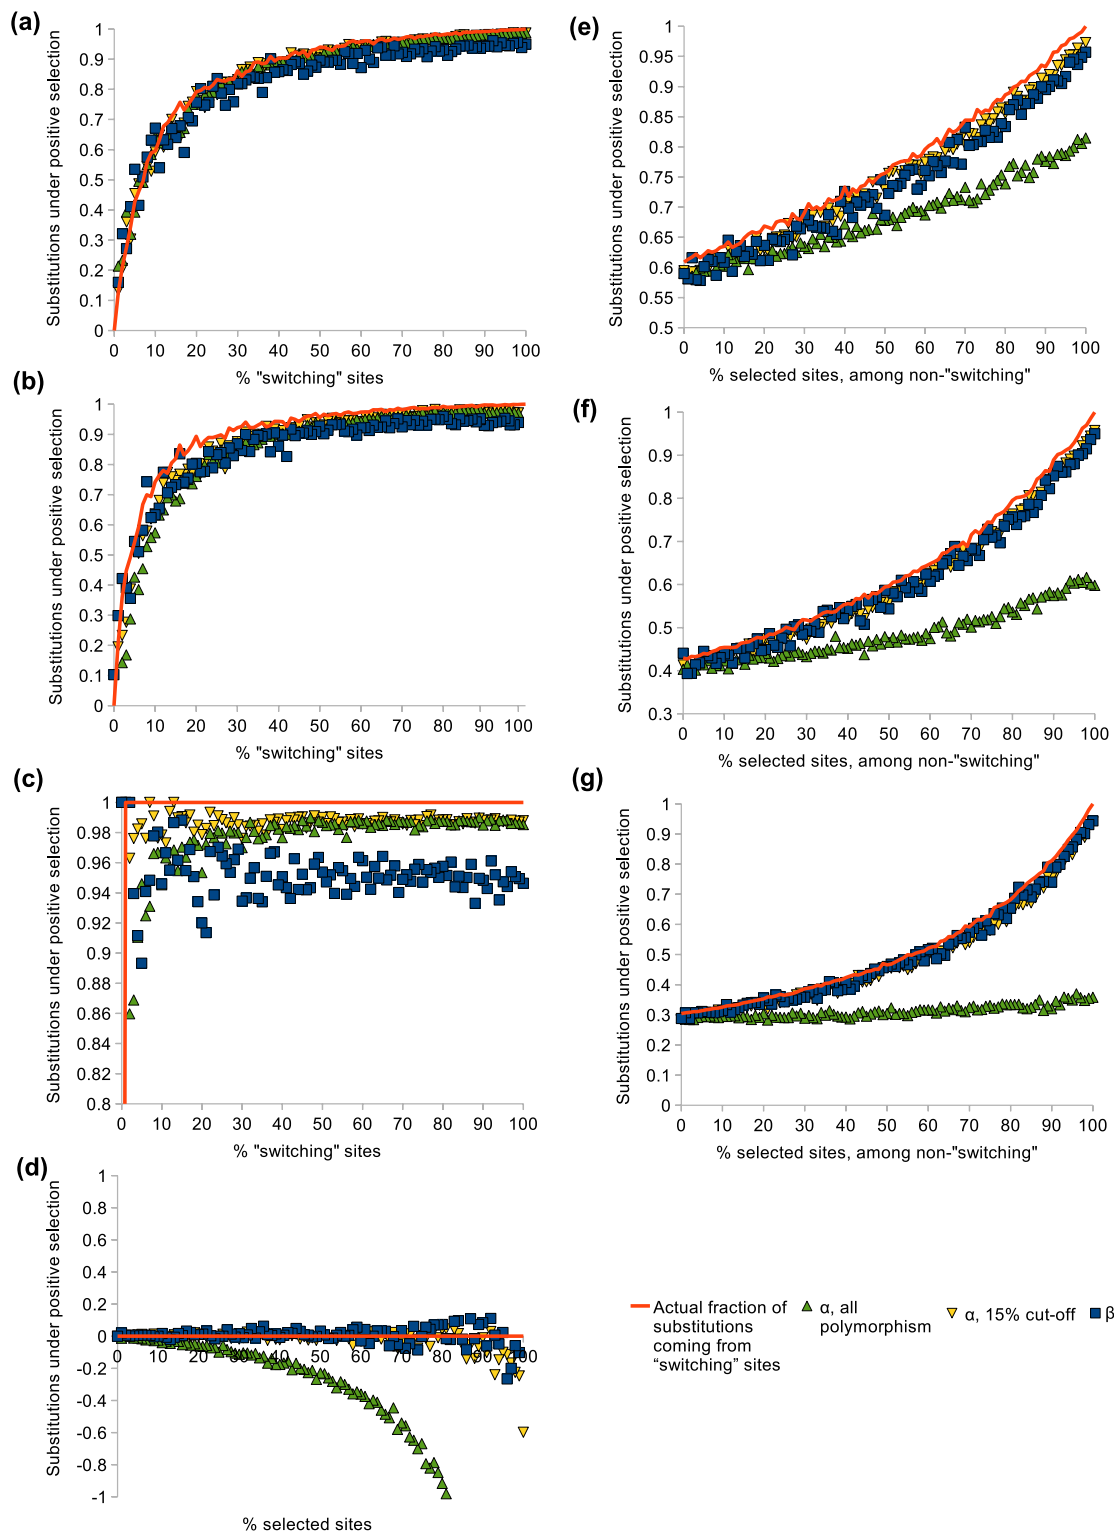 (a)
Substitutions under positive selection
1
0.9
0.8
0.7
0.6
0.5
0.4
0.3
0.2
0.1
0
0 10 20 30 40 50 60 70 80 90 100
% "switching" sites
(b)
Substitutions under positive selection
1
0.9
0.8
0.7
0.6
0.5
0.4
0.3
0.2
0.1
0
0 10 20 30 40 50 60 70 80 90 100
% "switching" sites
(c)
Substitutions under positive selection
1
0.98
0.96
0.94
0.92
0.9
0.88
0.86
0.84
0.82
0.8
0 10 20 30 40 50 60 70 80 90 100
% "switching" sites
(d)
Substitutions under positive selection
1
0.8
0.6
0.4
0.2
0
-0.2
-0.4
-0.6
-0.8
-1
0 10 20 30 40 50 60 70 80 90 100
% selected sites
(e)
Substitutions under positive selection
1
0.95
0.9
0.85
0.8
0.75
0.7
0.65
0.6
0.55
0.5
0 10 20 30 40 50 60 70 80 90 100
% selected sites, among non-"switching"
(f)
Substitutions under positive selection
1
0.9
0.8
0.7
0.6
0.5
0.4
0.3
0 10 20 30 40 50 60 70 80 90 100
% selected sites, among non-"switching"
(g)
Substitutions under positive selection
1
0.9
0.8
0.7
0.6
0.5
0.4
0.3
0.2
0.1
0
0 10 20 30 40 50 60 70 80 90 100
% selected sites, among non-"switching"
Actual fraction of
substitutions
coming from
“switching” sites
α, all
polymorphism
α, 15% cut-off
β